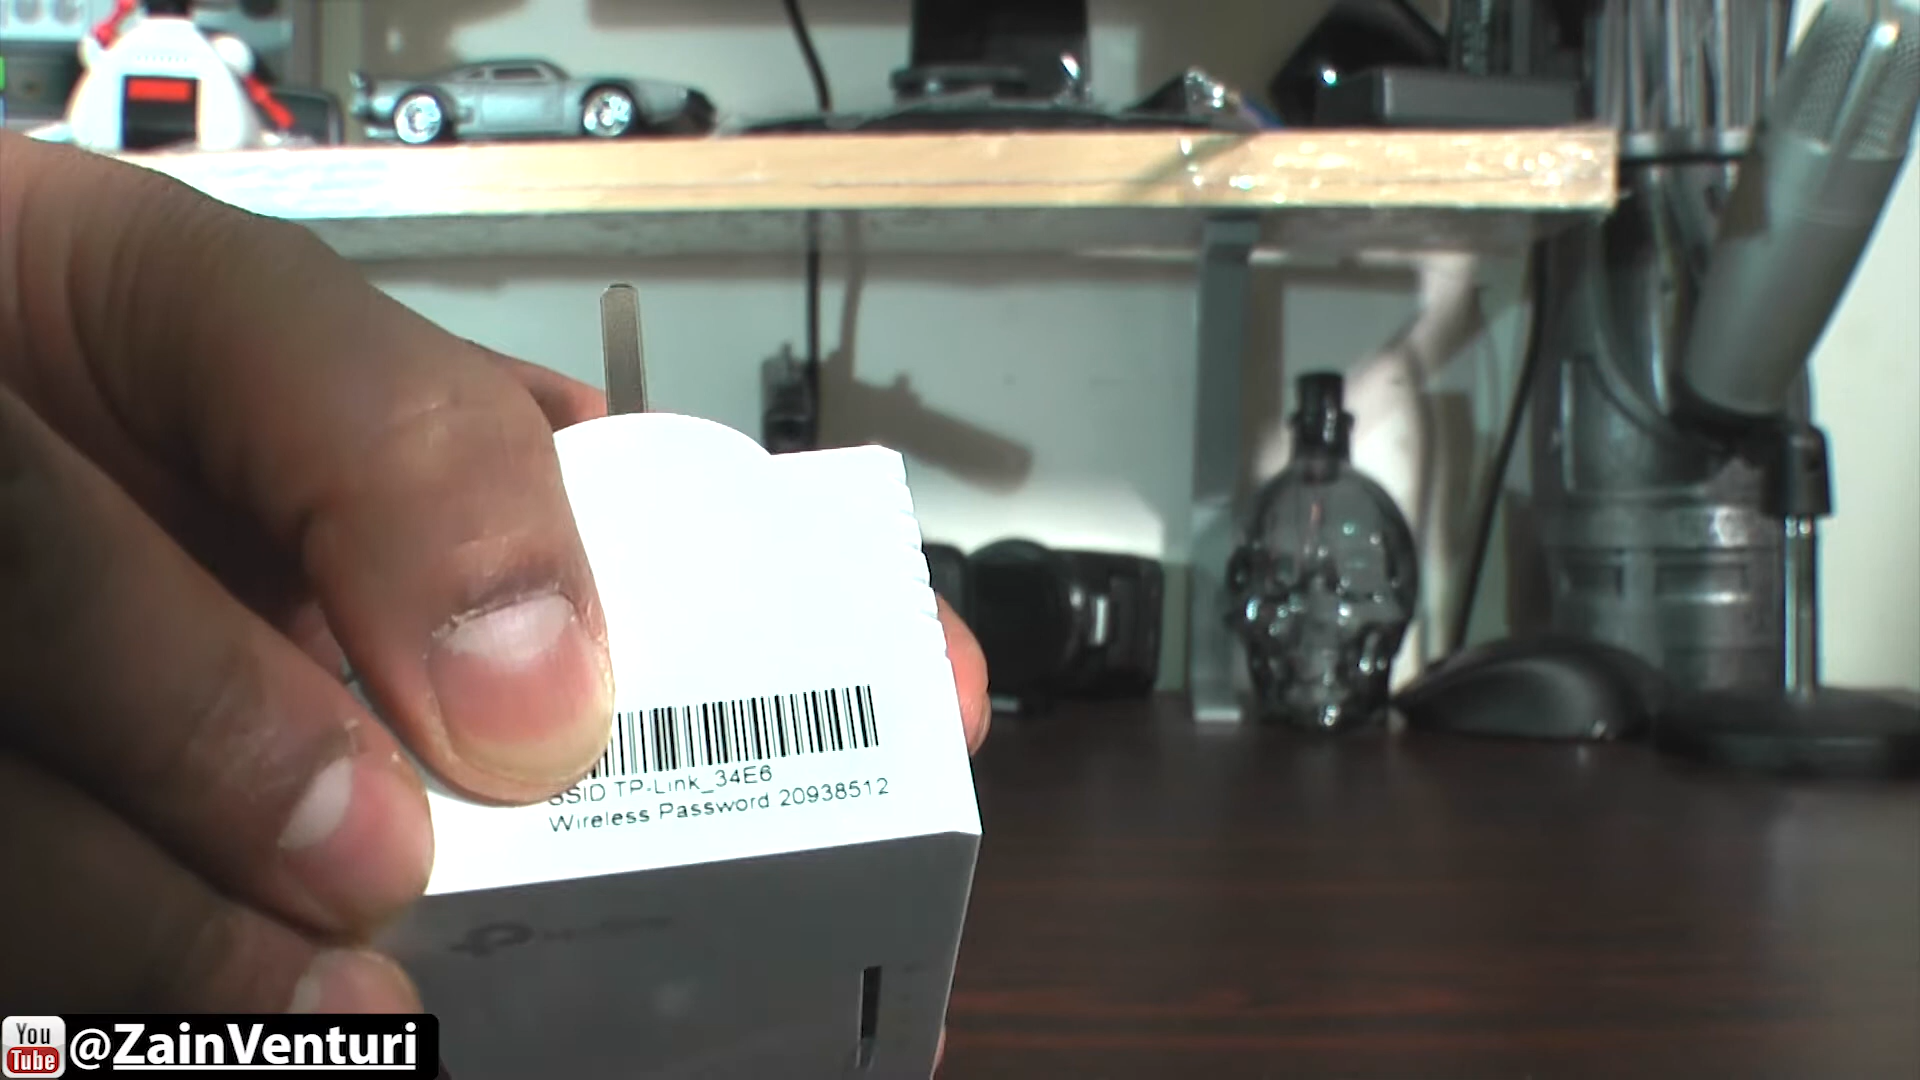 SSID TP-Link_34E6
Wireless Password 20938512
You
Tube
@ZainVenturi